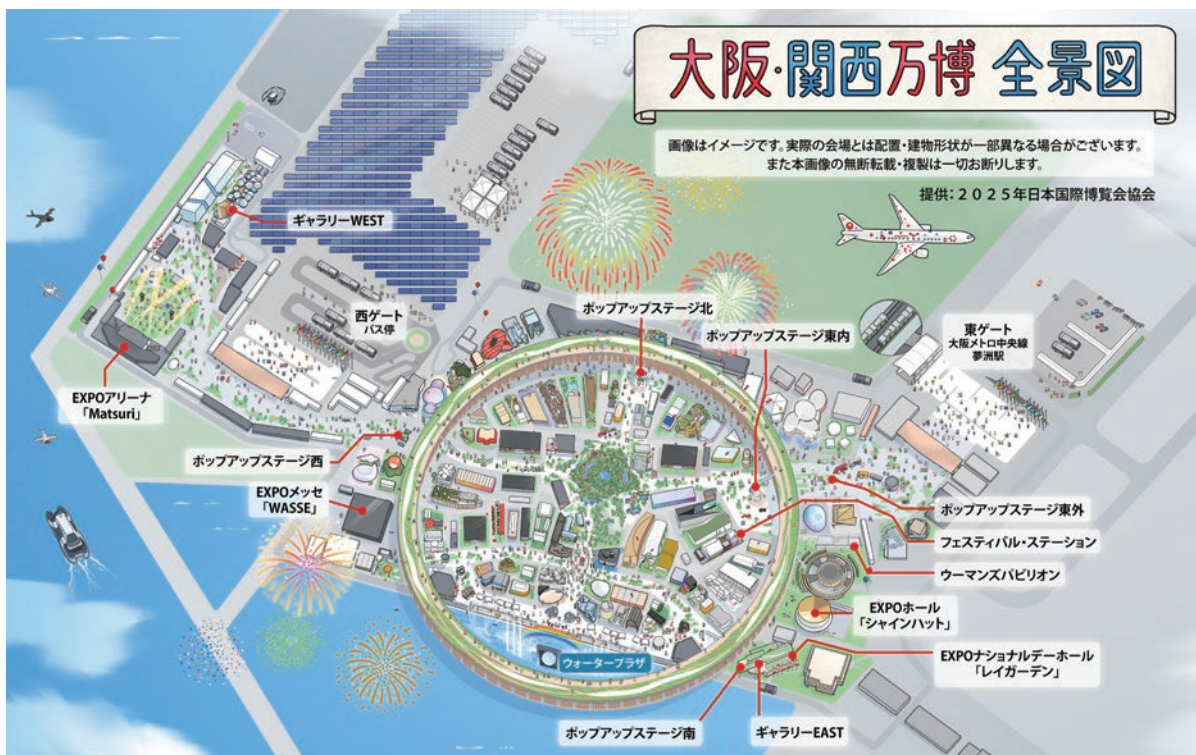 大阪・関西万博 全景図
画像はイメージです。実際の会場とは配置・建物形状が一部異なる場合がございます。
また本画像の無断転載・複製は一切お断りします。
提供：２０２５年日本国際博覧会協会
ギャラリーWEST
西ゲート
バス停
ポップアップステージ北
ポップアップステージ東内
東ゲート
大阪メトロ中央線
夢洲駅
EXPOアリーナ
「Matsuri」
ポップアップステージ西
EXPOメッセ
「WASSE」
ポップアップステージ東外
フェスティバル・ステーション
ウーマンズパビリオン
EXPOホール
「シャインハット」
EXPOナショナルデーホール
「レイガーデン」
ウォータープラザ
ポップアップステージ南
ギャラリーEAST